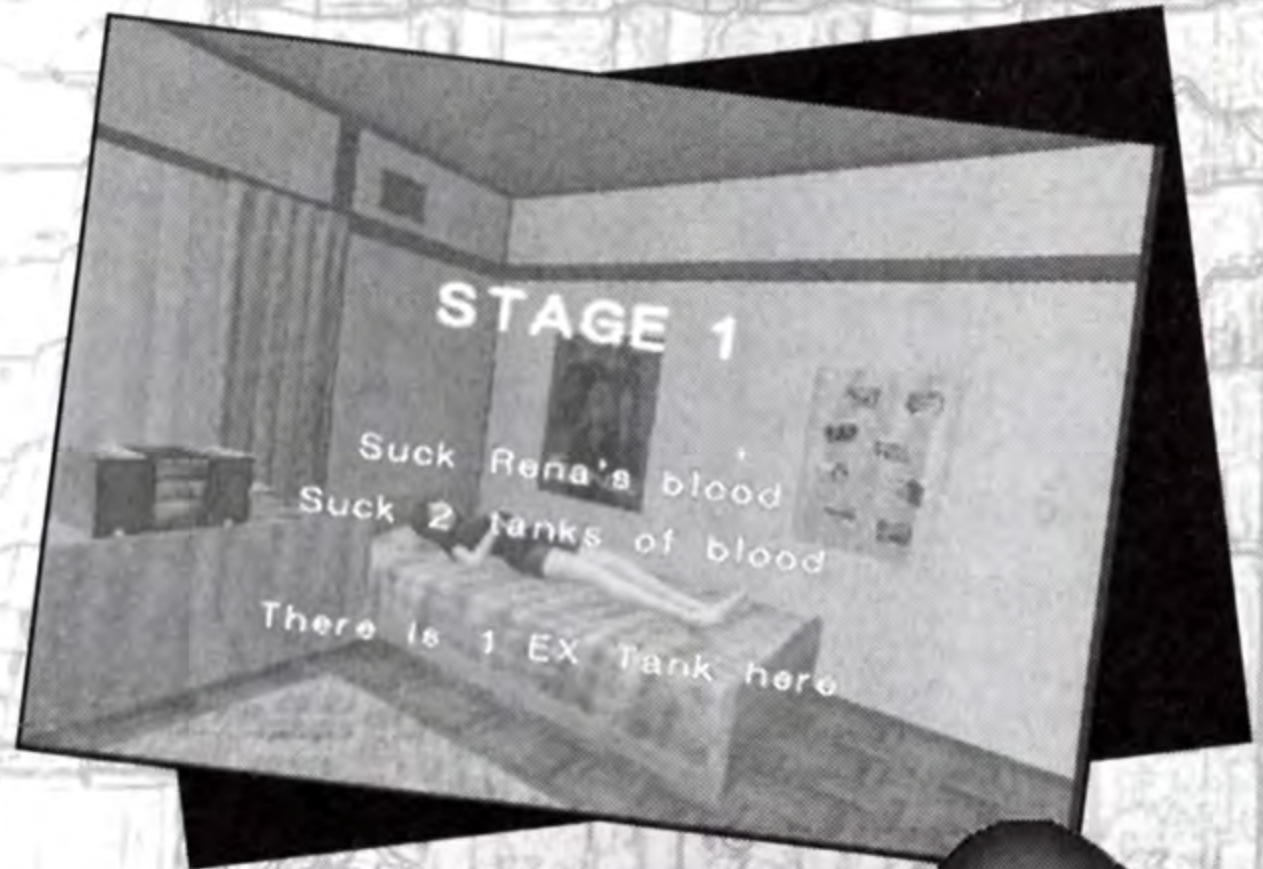 STAGE 1
Suck Rena's blood
Suck 2 tanks of blood
There is 1 EX Tank here